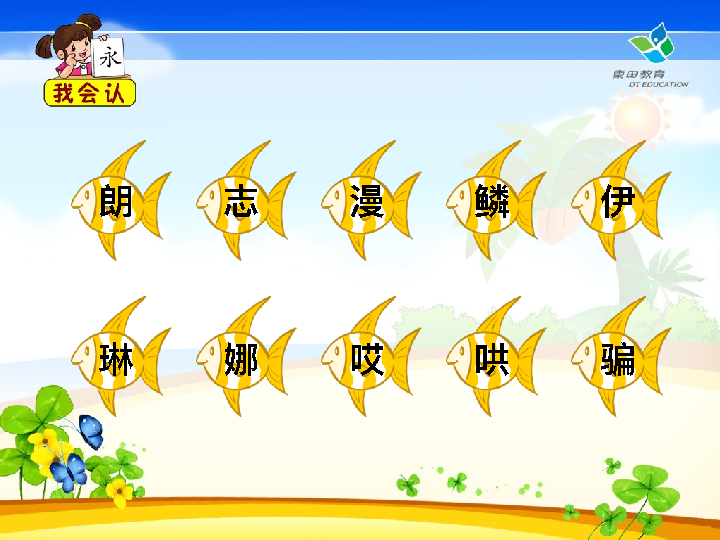 永
我会认
東田教育
DT EDUCATION
朗 志 漫 鳞 伊
琳 娜 哎 哄 骗